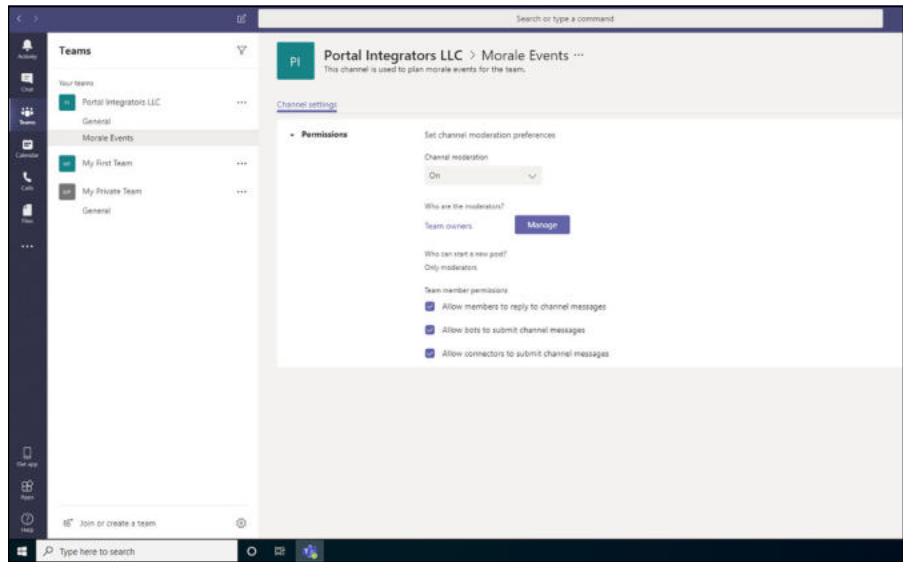 Search or type a command
Activity
Chat
Teams
Calendar
Calls
Files
Get app
Apps
Help
Teams
Your teams
PI Portal Integrators LLC
General
Morale Events
My First Team
My Private Team
General
Join or create a team
PI
Portal Integrators LLC > Morale Events ...
This channel is used to plan morale events for the team.
Channel settings
Permissions
Set channel moderation preferences
Channel moderation
On
Who are the moderators?
Team owners
Manage
Who can start a new post?
Only moderators
Team member permissions
Allow members to reply to channel messages
Allow bots to submit channel messages
Allow connectors to submit channel messages
Type here to search